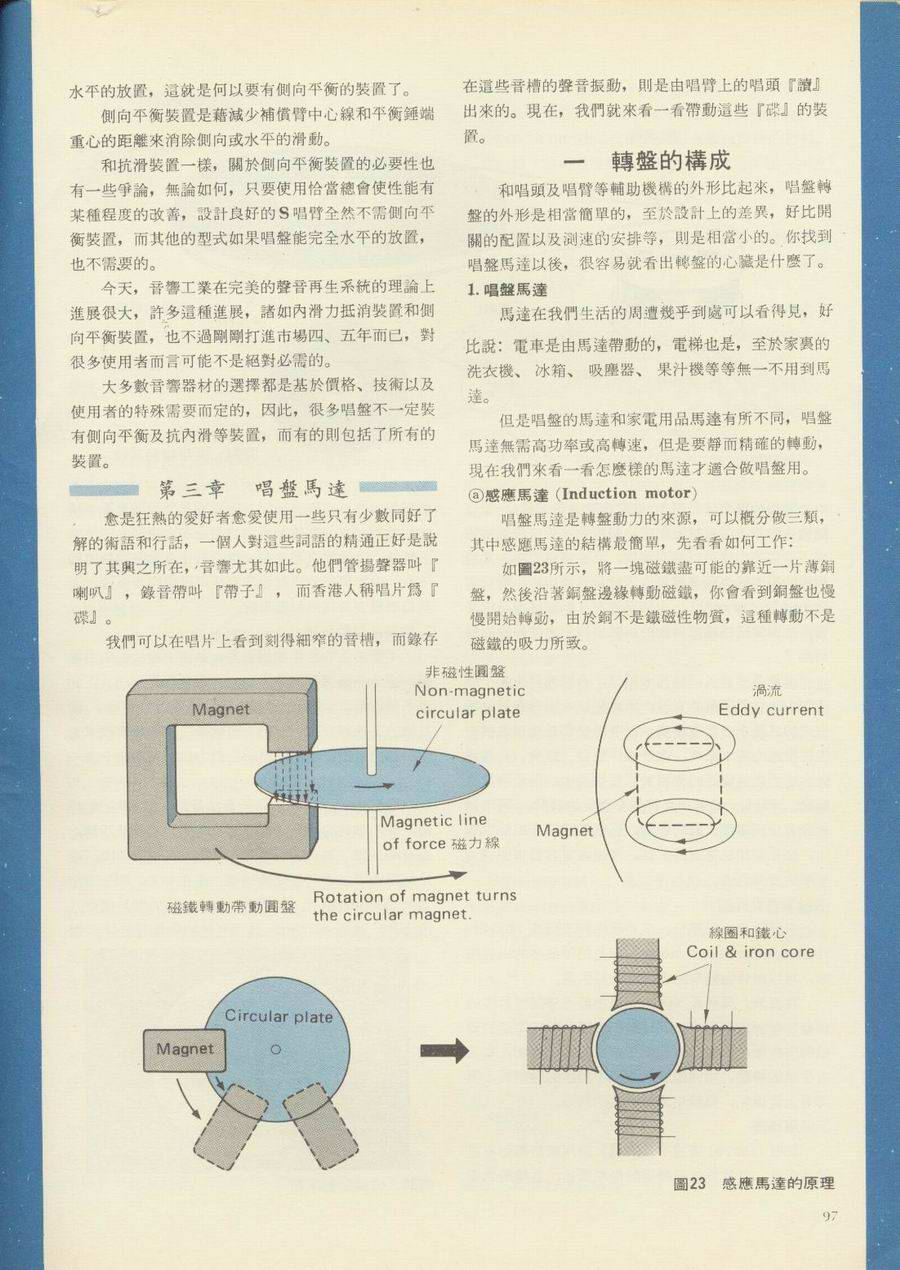 水平的放置，這就是何以要有側向平衡的裝置了。
側向平衡裝置是藉減少補償臂中心線和平衡錘端
重心的距離來消除側向或水平的滑動。
和抗滑裝置一樣，關於側向平衡裝置的必要性也
有一些爭論，無論如何，只要使用恰當總會使性能有
某種程度的改善，設計良好的S唱臂全然不需側向平
衡裝置，而其他的型式如果唱盤能完全水平的放置，
也不需要的。
今天，音響工業在完美的聲音再生系統的理論上
進展很大，許多這種進展，諸如內滑力抵消裝置和側
向平衡裝置，也不過剛剛打進市場四、五年而已，對
很多使用者而言可能不是絕對必需的。
大多數音響器材的選擇都是基於價格、技術以及
使用者的特殊需要而定的，因此，很多唱盤不一定裝
有側向平衡及抗內滑等裝置，而有的則包括了所有的
裝置。
第三章 唱盤馬達
愈是狂熱的愛好者愈愛使用一些只有少數同好了
解的術語和行話，一個人對這些詞語的精通正好是說
明了其興之所在，音響尤其如此。他們管揚聲器叫『
喇叭』，錄音帶叫『帶子』，而香港人稱唱片爲『
碟』。
我們可以在唱片上看到刻得細窄的音槽，而錄存
在這些音槽的聲音振動，則是由唱臂上的唱頭『讀』
出來的。現在，我們就來看一看帶動這些『碟』的裝
置。
一 轉盤的構成
和唱頭及唱臂等輔助機構的外形比起來，唱盤轉
盤的外形是相當簡單的，至於設計上的差異，好比開
關的配置以及測速的安排等，則是相當小的。你找到
唱盤馬達以後，很容易就看出轉盤的心臟是什麼了。
1. 唱盤馬達
馬達在我們生活的周遭幾乎到處可以看得見，好
比說：電車是由馬達帶動的，電梯也是，至於家裏的
洗衣機、冰箱、吸塵器、果汁機等等無一不用到馬
達。
但是唱盤的馬達和家電用品馬達有所不同，唱盤
馬達無需高功率或高轉速，但是要靜而精確的轉動，
現在我們來看一看怎麼樣的馬達才適合做唱盤用。
ⓐ感應馬達 (Induction motor)
唱盤馬達是轉盤動力的來源，可以概分做三類，
其中感應馬達的結構最簡單，先看看如何工作：
如圖23所示，將一塊磁鐵盡可能的靠近一片薄銅
盤，然後沿著銅盤邊緣轉動磁鐵，你會看到銅盤也慢
慢開始轉動，由於銅不是鐵磁性物質，這種轉動不是
磁鐵的吸力所致。
非磁性圓盤
Non-magnetic
circular plate
Magnet
Magnetic line
of force 磁力線
磁鐵轉動帶動圓盤
Rotation of magnet turns
the circular magnet.
渦流
Eddy current
Magnet
Circular plate
Magnet
線圈和鐵心
Coil & iron core
圖23 感應馬達的原理
97